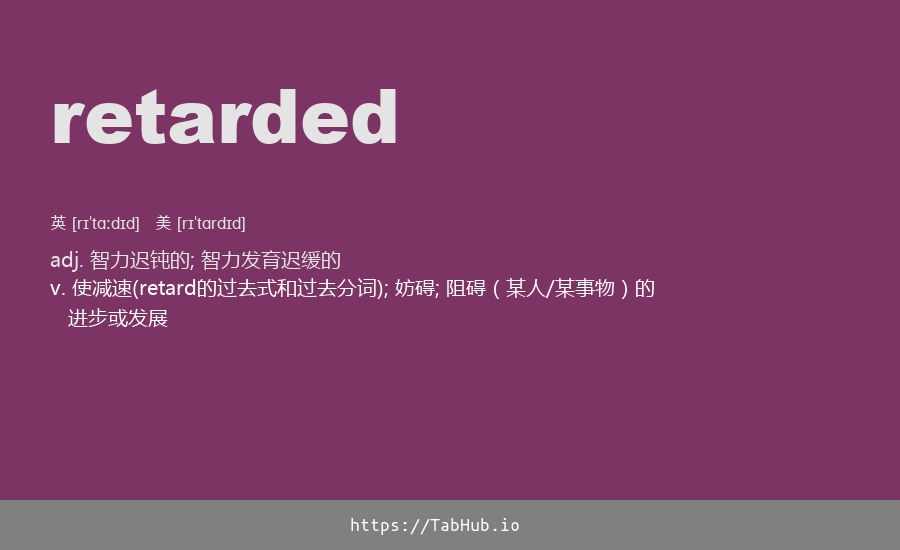 retarded
英 [rɪˈtɑːdɪd] 美 [rɪˈtɑrdɪd]
adj. 智力迟钝的; 智力发育迟缓的
v. 使减速(retard的过去式和过去分词); 妨碍; 阻碍（某人/某事物）的
进步或发展
https://TabHub.io